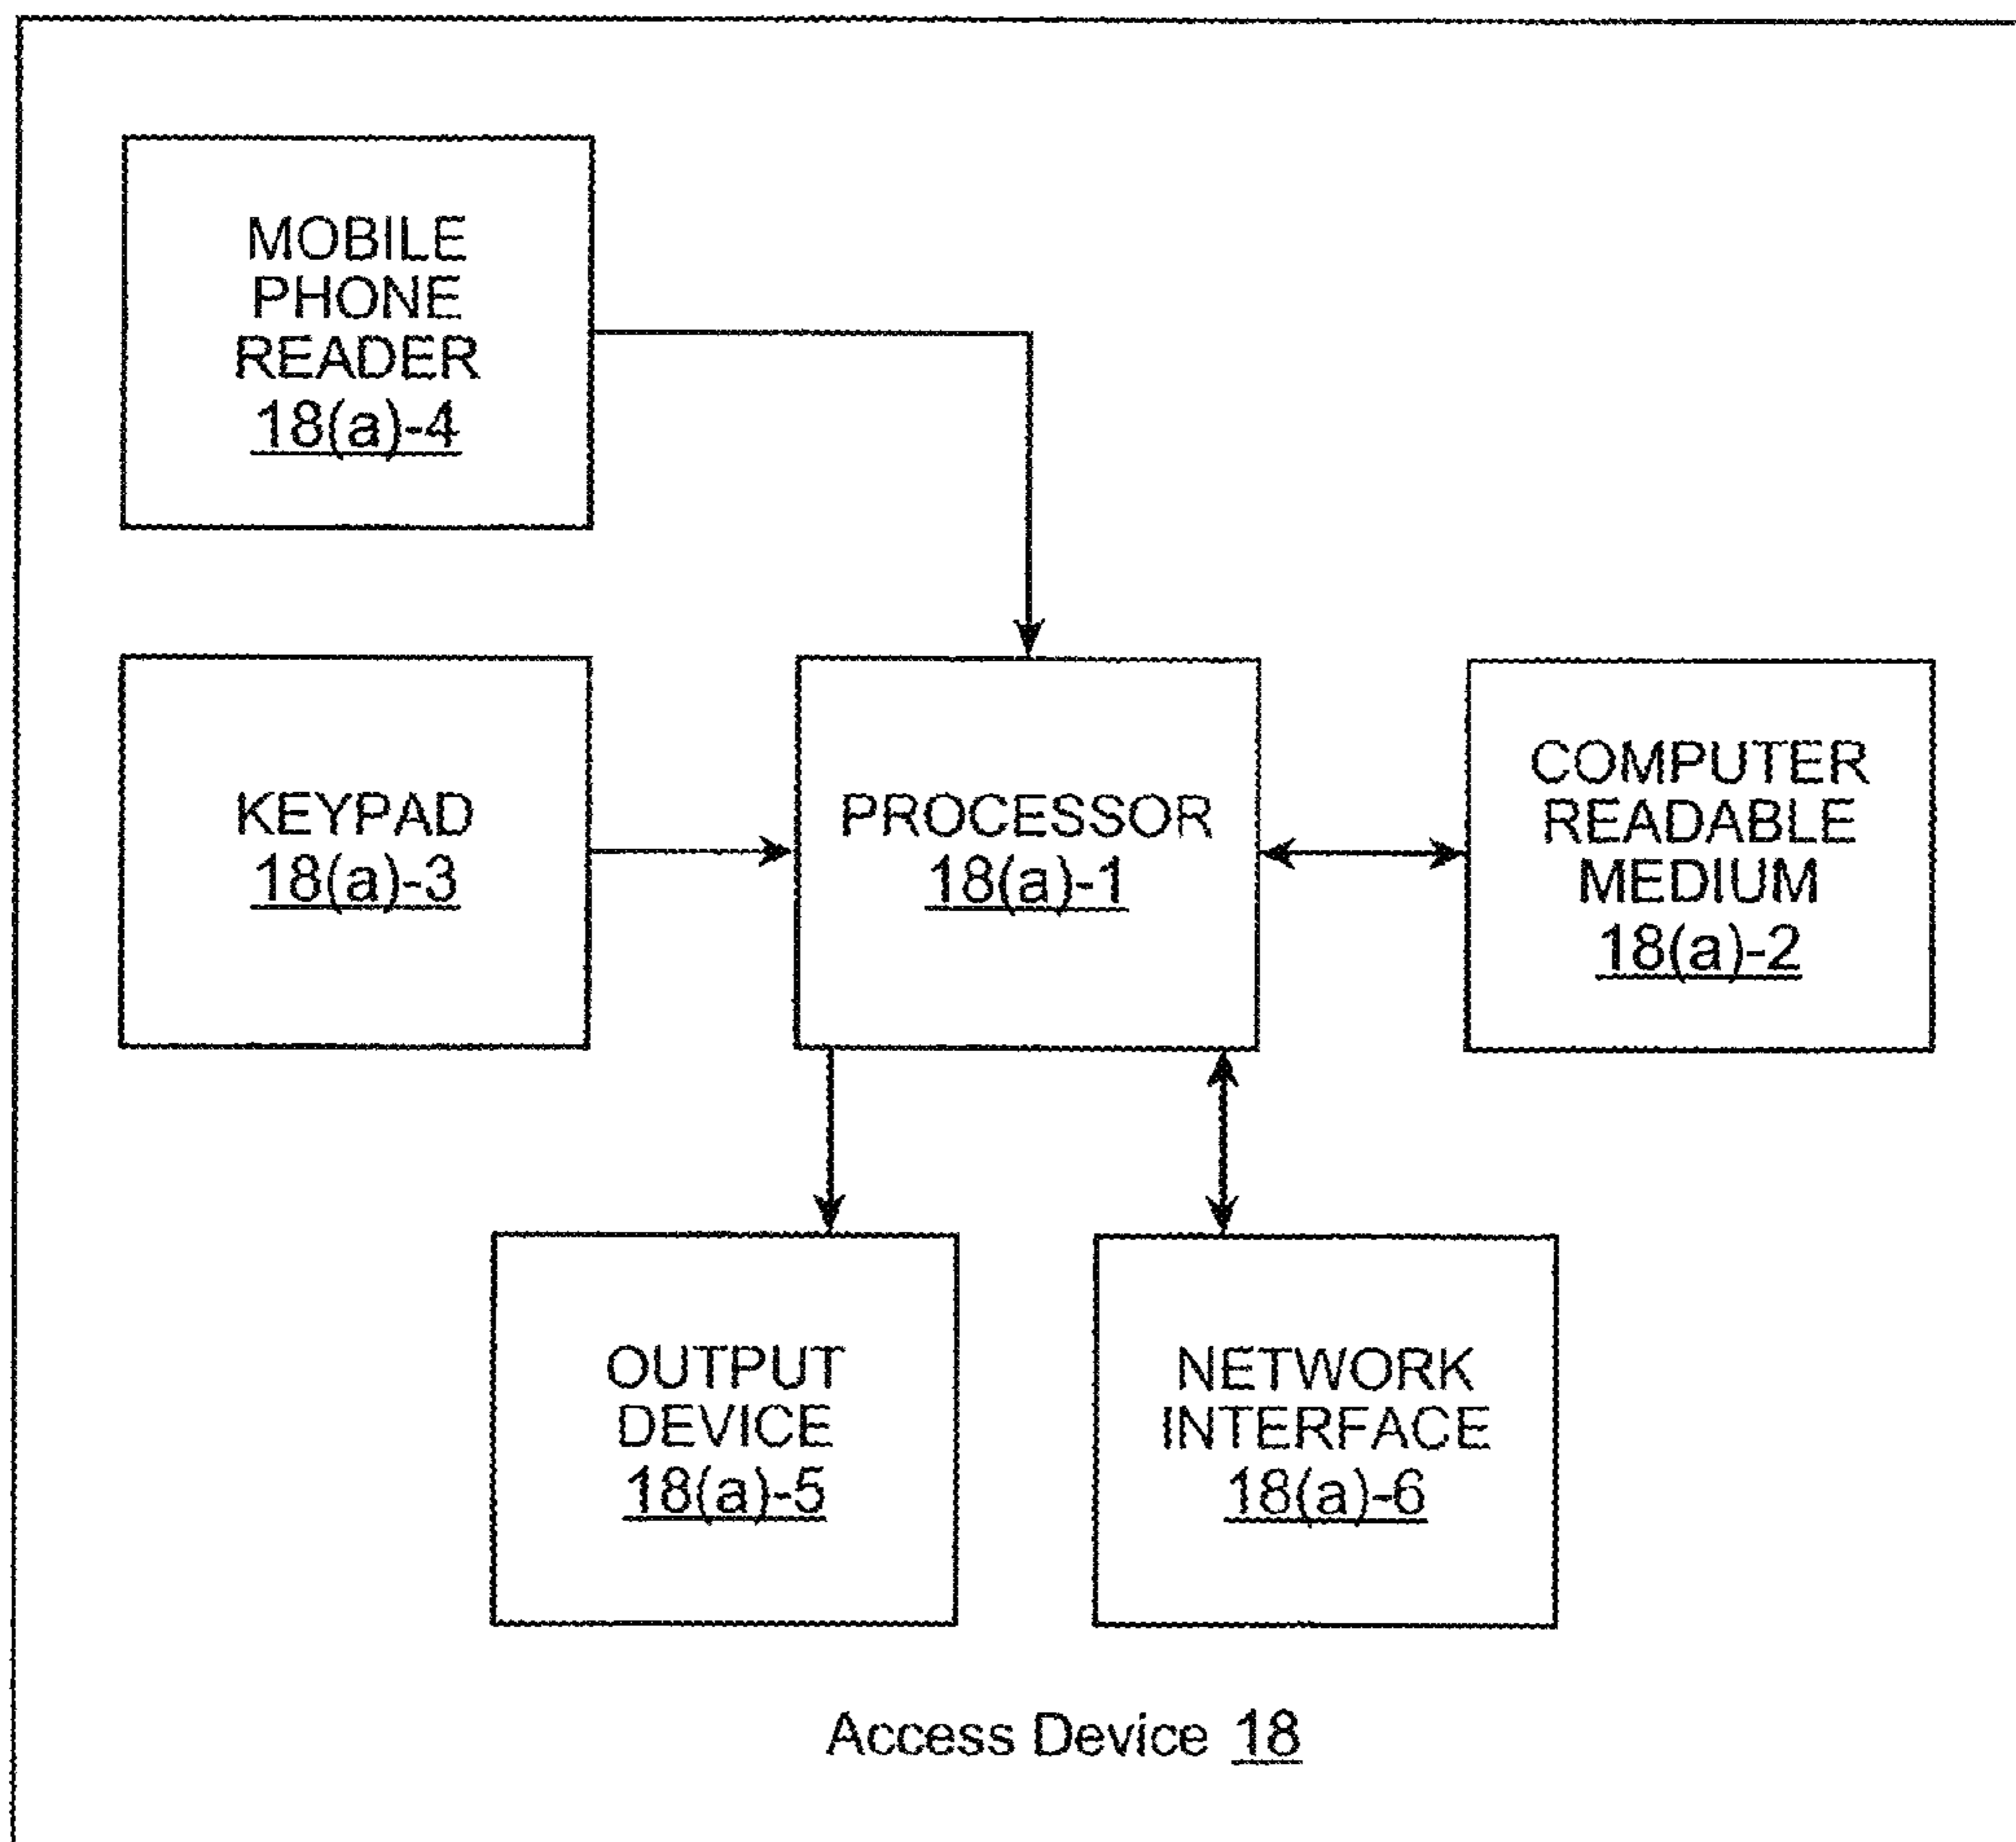 MOBILE
PHONE
READER
18(a)-4
KEYPAD
18(a)-3
PROCESSOR
18(a)-1
COMPUTER
READABLE
MEDIUM
18(a)-2
OUTPUT
DEVICE
18(a)-5
NETWORK
INTERFACE
18(a)-6
Access Device 18